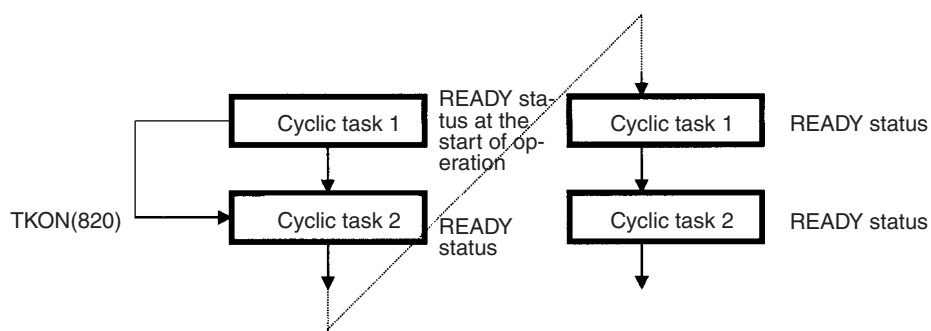 READY sta-
tus at the
start of op-
eration
Cyclic task 1
TKON(820)
Cyclic task 2
READY
status
Cyclic task 1
READY status
Cyclic task 2
READY status